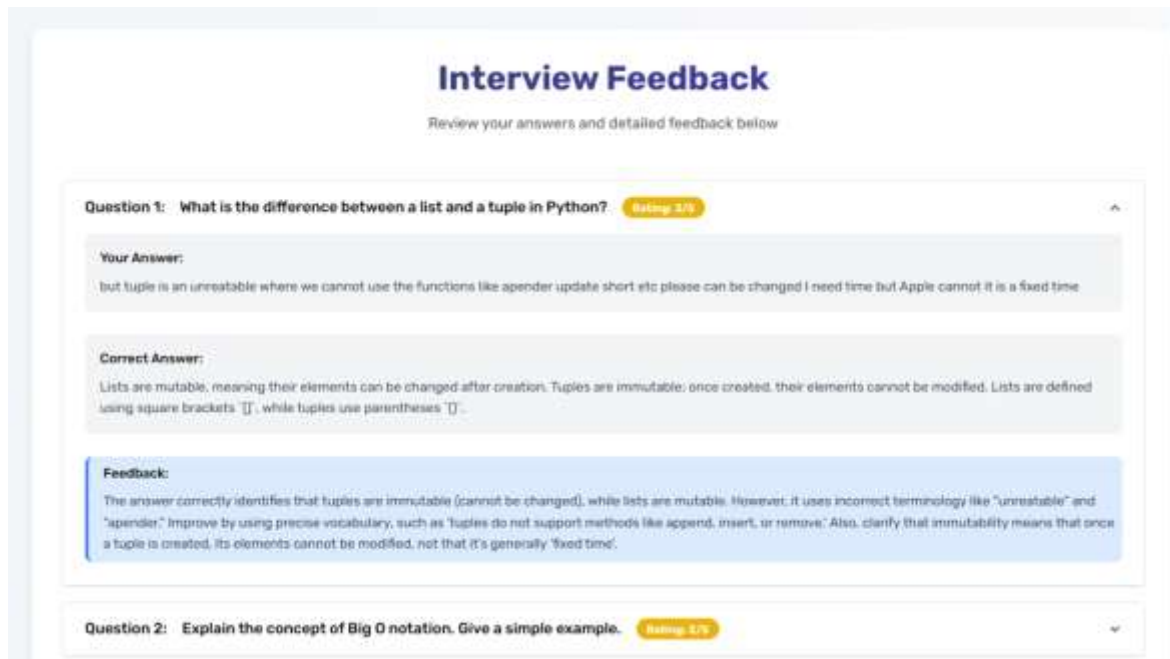 Interview Feedback
Review your answers and detailed feedback below
Question 1: What is the difference between a list and a tuple in Python? Rating: 3/5
Your Answer:
but tuple is an unreatable where we cannot use the functions like apender update short etc please can be changed I need time but Apple cannot it is a fixed time
Correct Answer:
Lists are mutable, meaning their elements can be changed after creation. Tuples are immutable; once created, their elements cannot be modified. Lists are defined
using square brackets `[]`, while tuples use parentheses `()`.
Feedback:
The answer correctly identifies that tuples are immutable (cannot be changed), while lists are mutable. However, it uses incorrect terminology like "unreatable" and
"apender." Improve by using precise vocabulary, such as 'tuples do not support methods like append, insert, or remove.' Also, clarify that immutability means that once
a tuple is created, its elements cannot be modified, not that it's generally 'fixed time'.
Question 2: Explain the concept of Big O notation. Give a simple example. Rating: